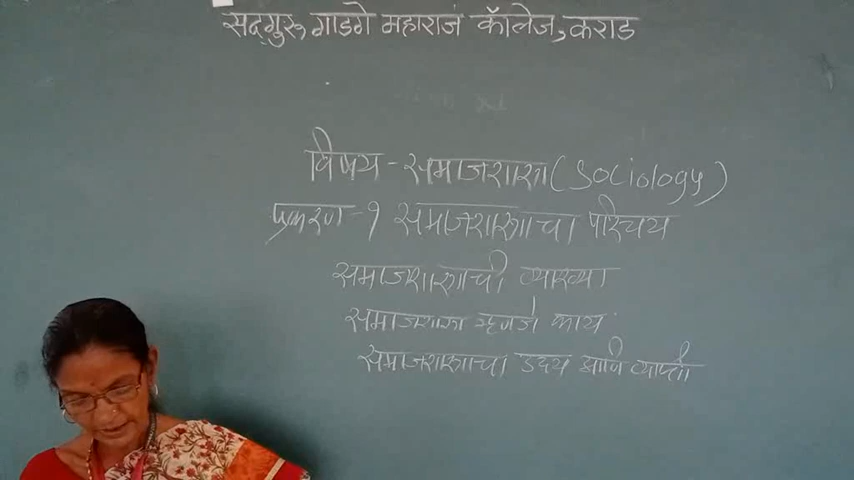 सद्गुरु गाडगे महाराज कॉलेज, कराड
विषय - समाजशास्त्र (Sociology)
प्रकरण - १ समाजशास्त्राचा परिचय
समाजशास्त्राची व्याख्या
समाजशास्त्र म्हणजे काय
समाजशास्त्राचा उदय आणि व्याप्ती